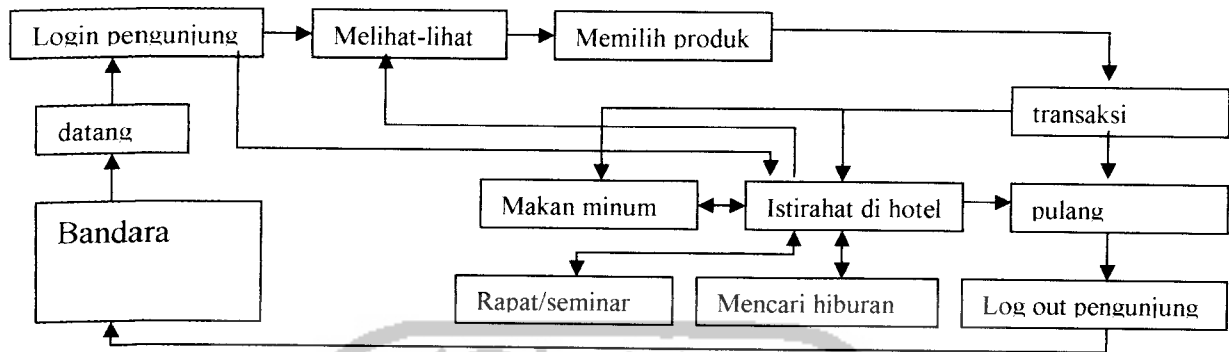 Login pengunjung
Melihat-lihat
Memilih produk
datang
transaksi
Makan minum
Istirahat di hotel
pulang
Bandara
Rapat/seminar
Mencari hiburan
Log out pengunjung